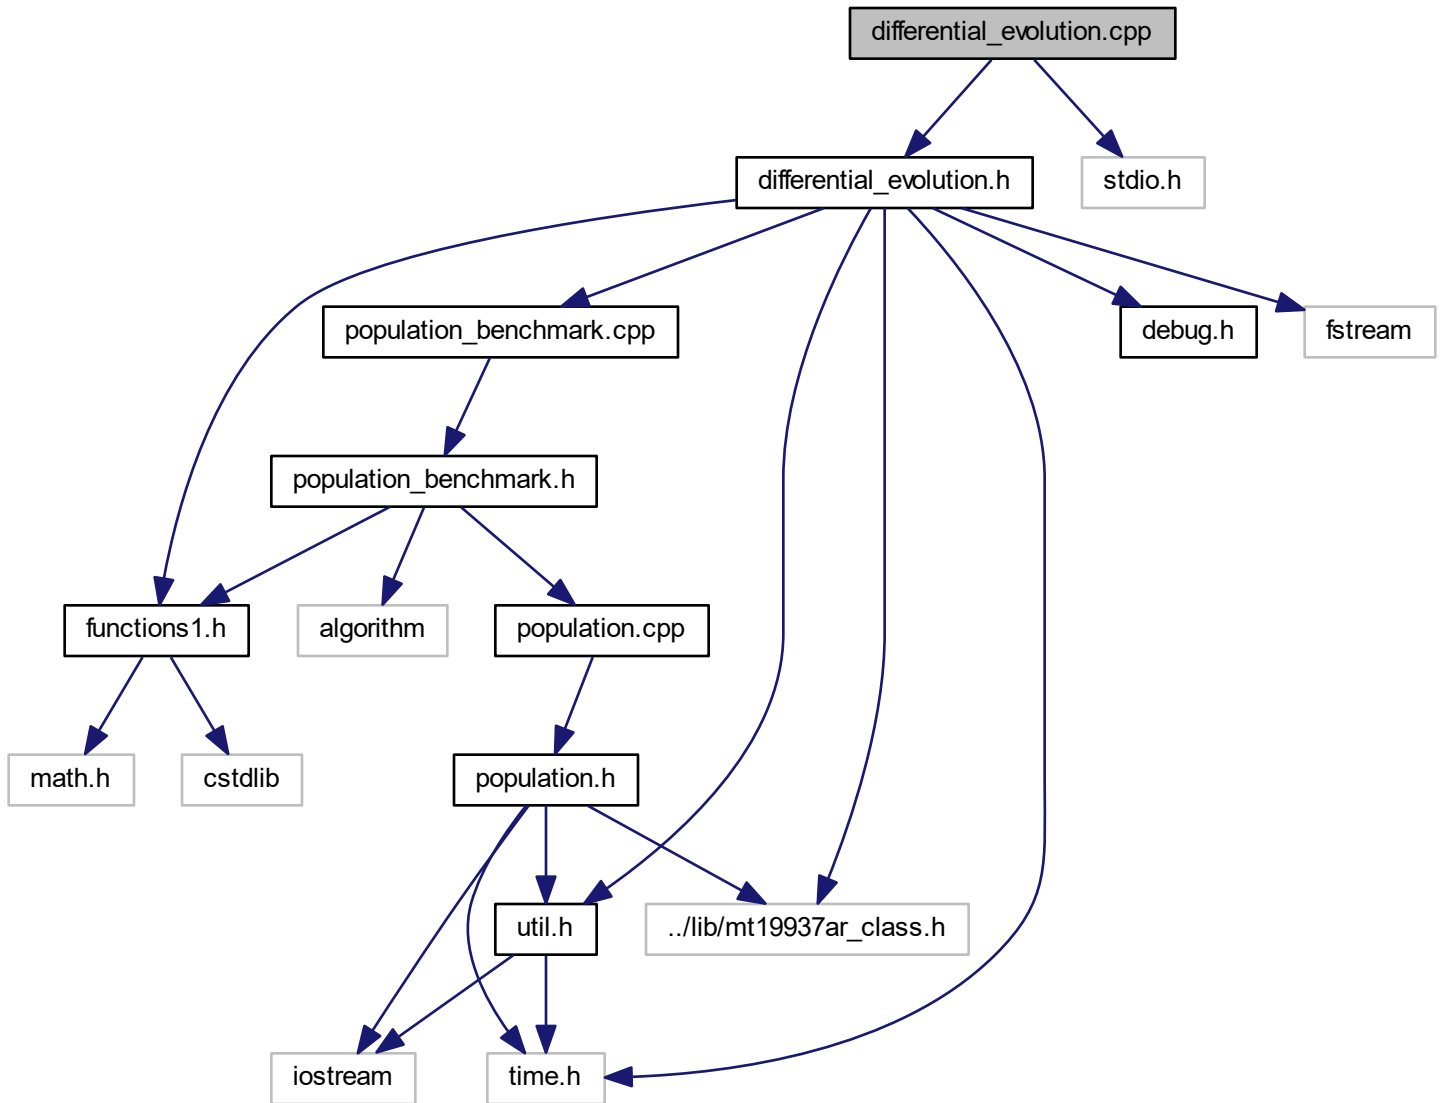 differential_evolution.cpp
differential_evolution.h
stdio.h
population_benchmark.cpp
debug.h
fstream
population_benchmark.h
functions1.h
algorithm
population.cpp
math.h
cstdlib
population.h
util.h
../lib/mt19937ar_class.h
iostream
time.h